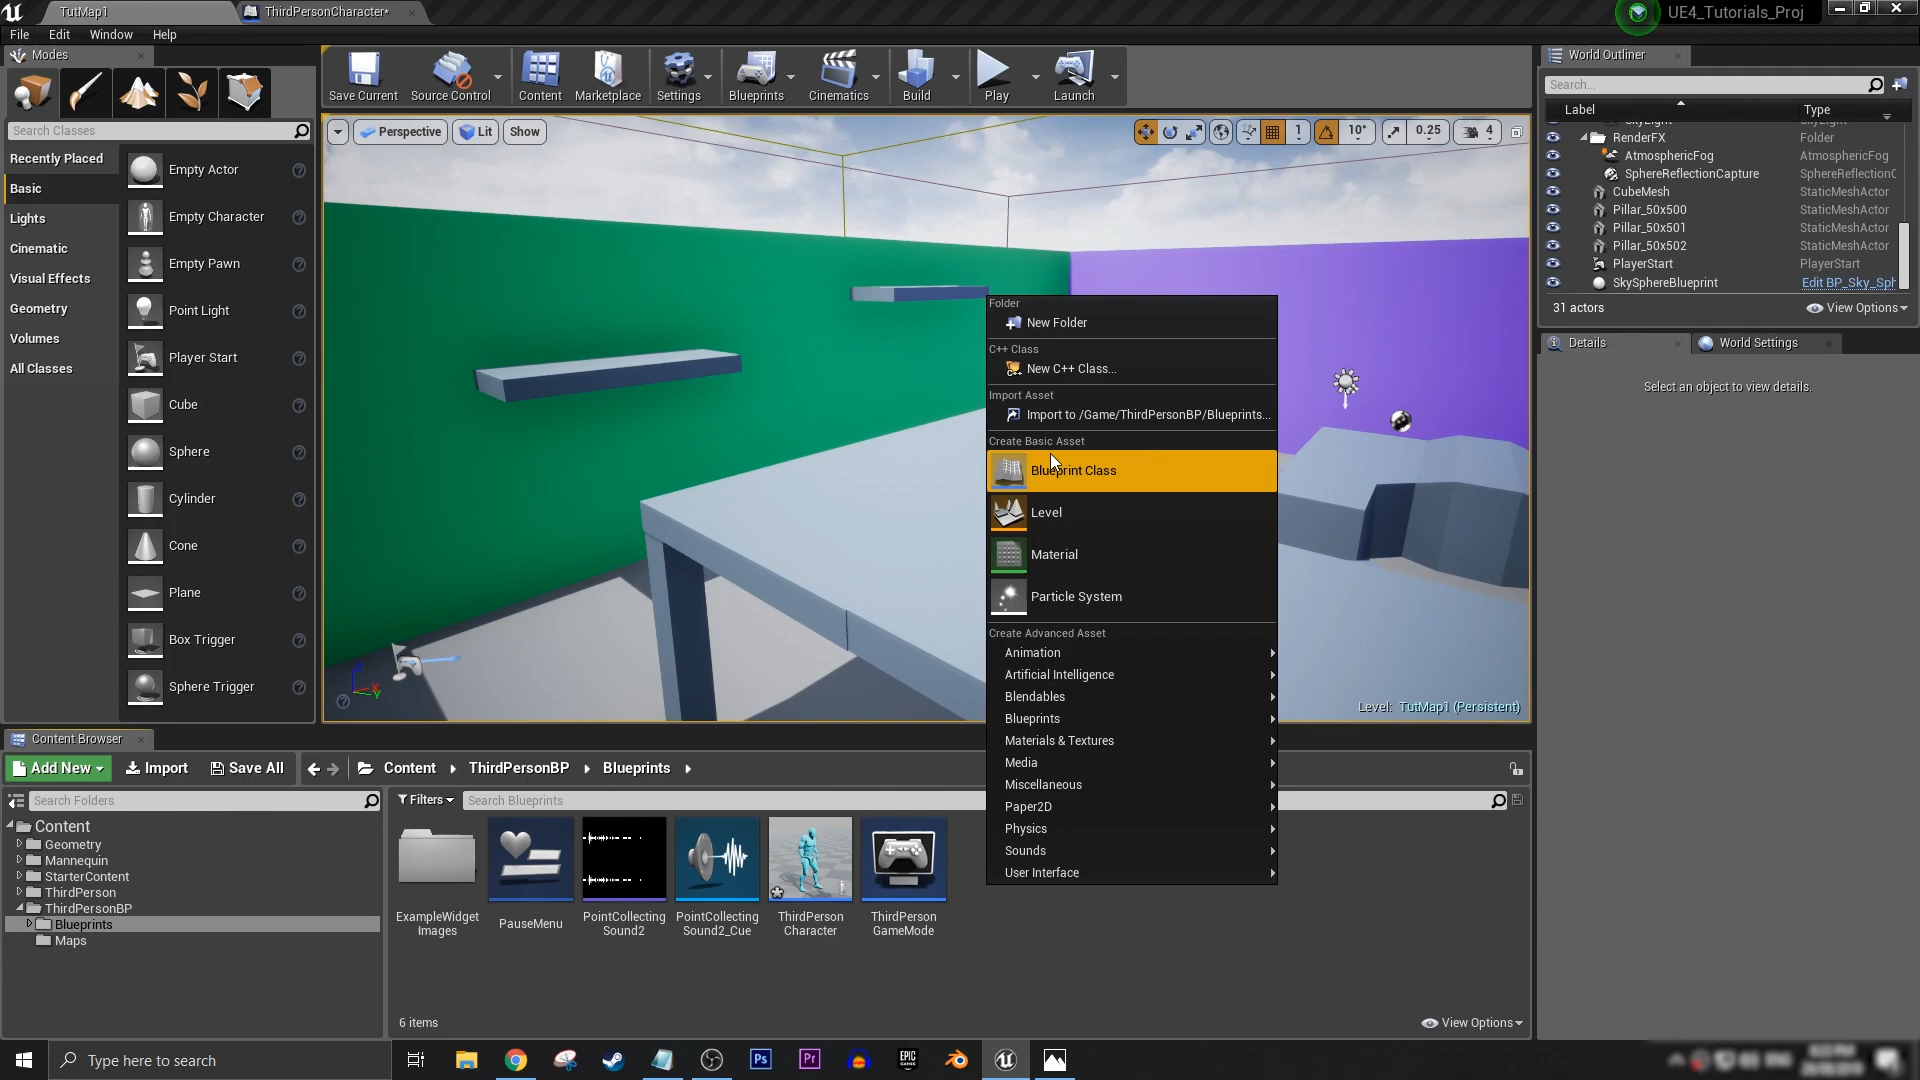 TutMap1
ThirdPersonCharacter*
UE4_Tutorials_Proj
File Edit Window Help
Modes
Search Classes
Recently Placed
Basic
Lights
Cinematic
Visual Effects
Geometry
Volumes
All Classes
Empty Actor
Empty Character
Empty Pawn
Point Light
Player Start
Cube
Sphere
Cylinder
Cone
Plane
Box Trigger
Sphere Trigger
Save Current
Source Control
Content
Marketplace
Settings
Blueprints
Cinematics
Build
Play
Launch
Perspective
Lit
Show
1
10°
0.25
4
Level: TutMap1 (Persistent)
Folder
New Folder
C++ Class
New C++ Class...
Import Asset
Import to /Game/ThirdPersonBP/Blueprints...
Create Basic Asset
Blueprint Class
Level
Material
Particle System
Create Advanced Asset
Animation
Artificial Intelligence
Blendables
Blueprints
Materials & Textures
Media
Miscellaneous
Paper2D
Physics
Sounds
User Interface
World Outliner
Search...
Label Type
SkyLight SkyLight
RenderFX Folder
AtmosphericFog AtmosphericFog
SphereReflectionCapture SphereReflectionC
CubeMesh StaticMeshActor
Pillar_50x500 StaticMeshActor
Pillar_50x501 StaticMeshActor
Pillar_50x502 StaticMeshActor
PlayerStart PlayerStart
SkySphereBlueprint Edit BP_Sky_Sph
31 actors
View Options
Details
World Settings
Select an object to view details.
Content Browser
Add New
Import
Save All
Content
ThirdPersonBP
Blueprints
Search Folders
Filters
Search Blueprints
Content
Geometry
Mannequin
StarterContent
ThirdPerson
ThirdPersonBP
Blueprints
Maps
ExampleWidget
Images
PauseMenu
PointCollecting
Sound2
PointCollecting
Sound2_Cue
ThirdPerson
Character
ThirdPerson
GameMode
6 items
View Options
Type here to search
Ps
Pr
EPIC
GAMES